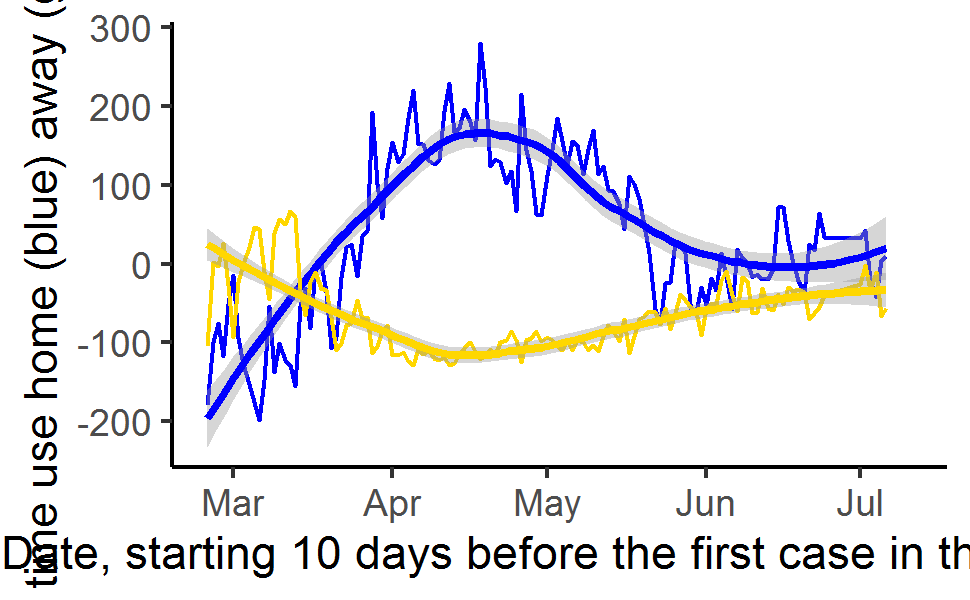 time use home (blue) away (g
300
200
100
0
-100
-200
Mar Apr May Jun Jul
Date, starting 10 days before the first case in th